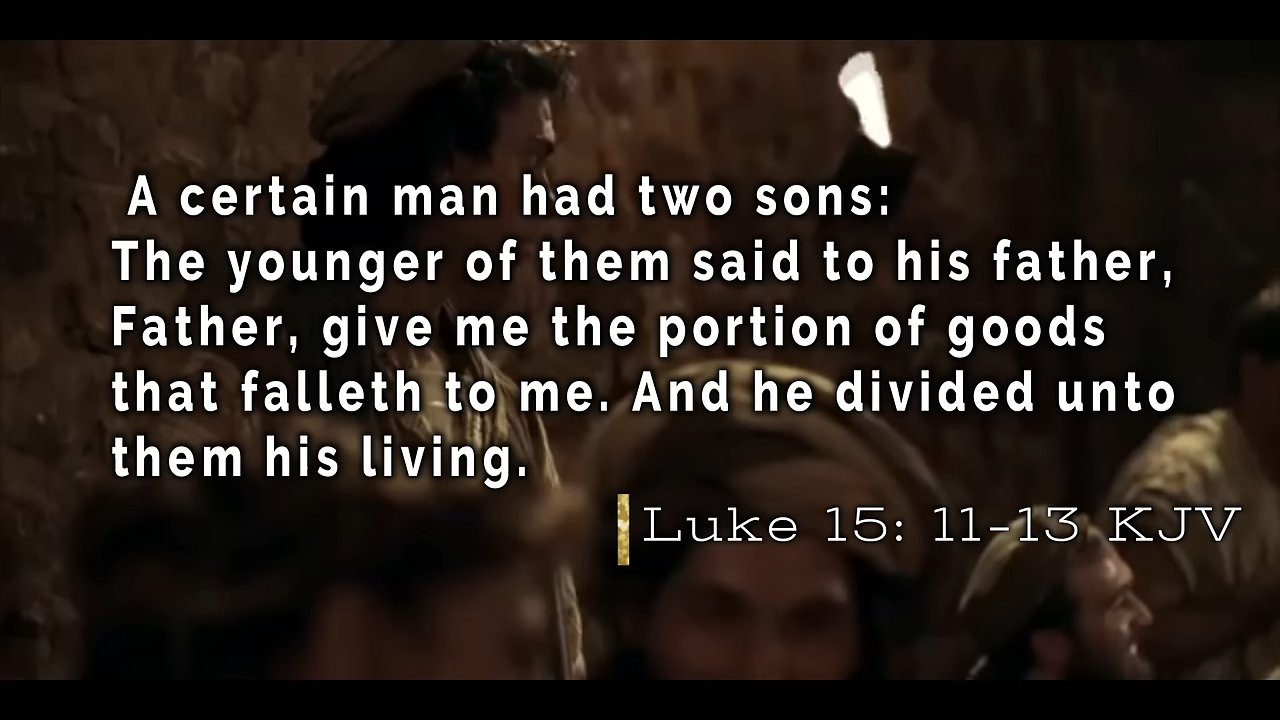 A certain man had two sons:
The younger of them said to his father,
Father, give me the portion of goods
that falleth to me. And he divided unto
them his living.
Luke 15: 11-13 KJV